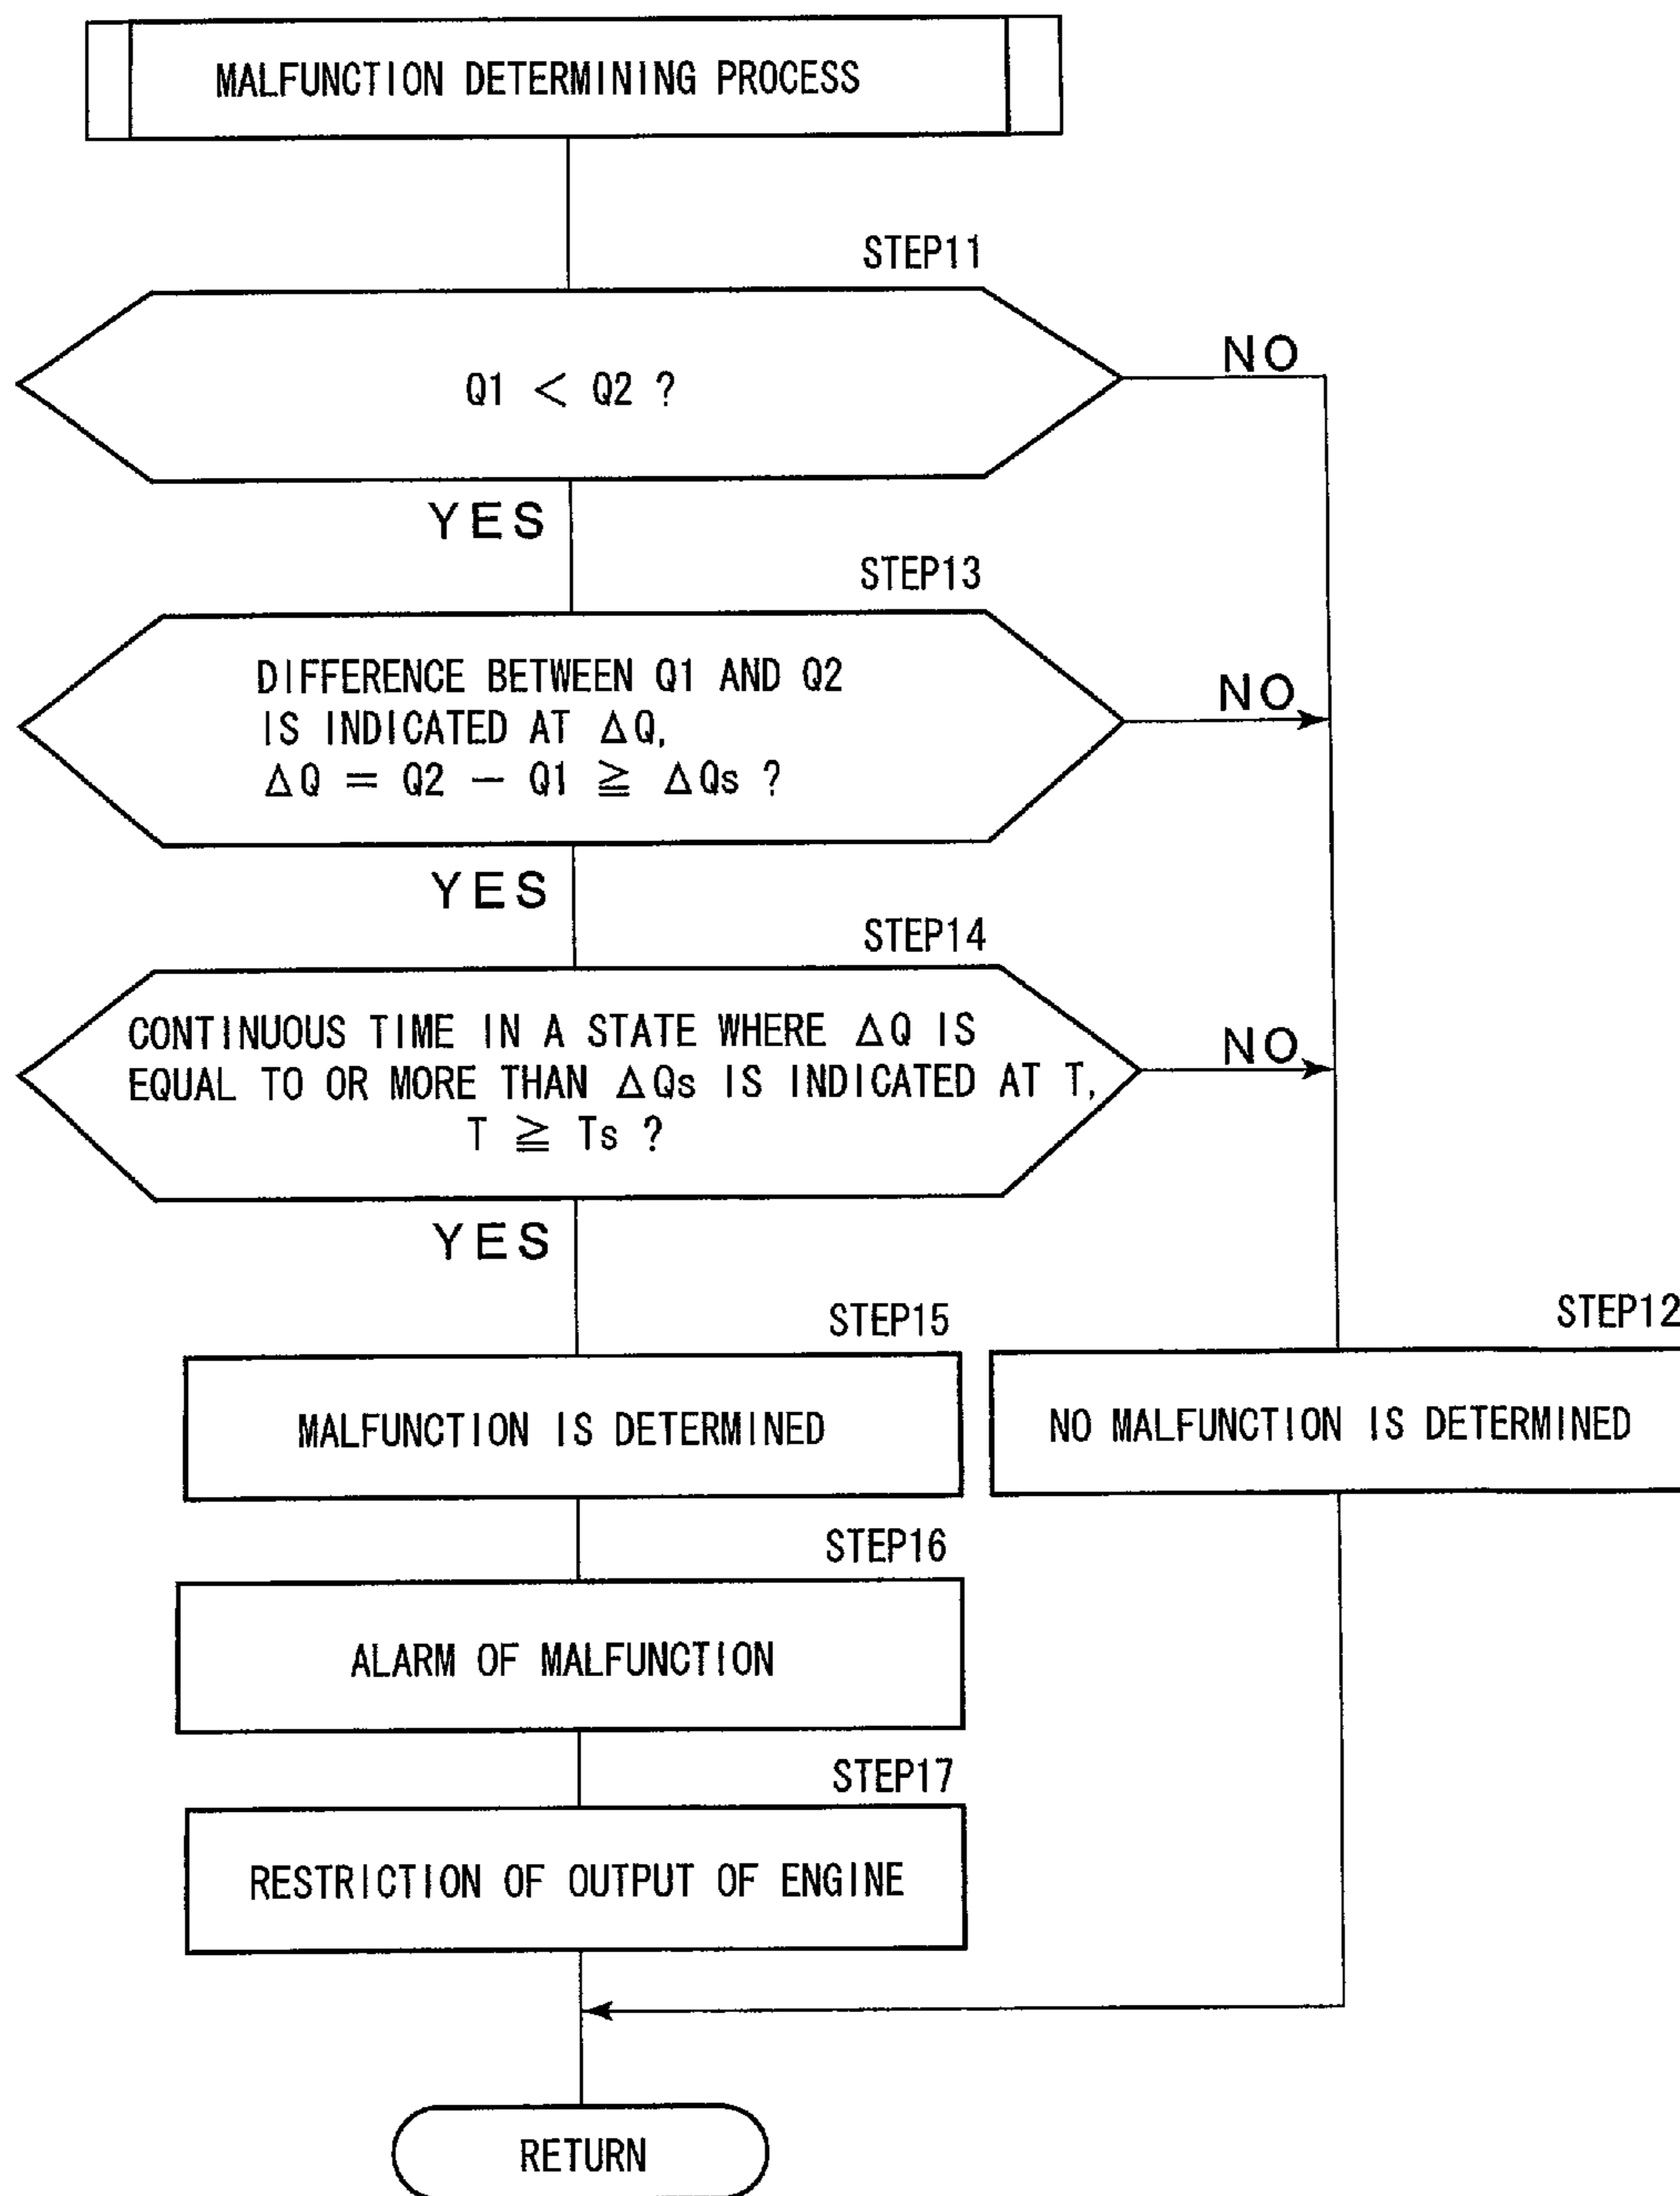 MALFUNCTION DETERMINING PROCESS
STEP11
Q1 < Q2 ?
NO
YES
STEP13
DIFFERENCE BETWEEN Q1 AND Q2
IS INDICATED AT ΔQ,
ΔQ = Q2 − Q1 ≧ ΔQs ?
NO
YES
STEP14
CONTINUOUS TIME IN A STATE WHERE ΔQ IS
EQUAL TO OR MORE THAN ΔQs IS INDICATED AT T,
T ≧ Ts ?
NO
YES
STEP15
MALFUNCTION IS DETERMINED
STEP12
NO MALFUNCTION IS DETERMINED
STEP16
ALARM OF MALFUNCTION
STEP17
RESTRICTION OF OUTPUT OF ENGINE
RETURN